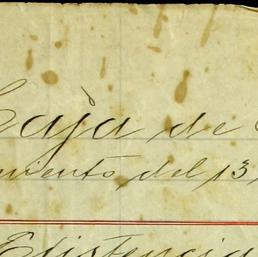 Caja de
miento, del 13,
Existencia